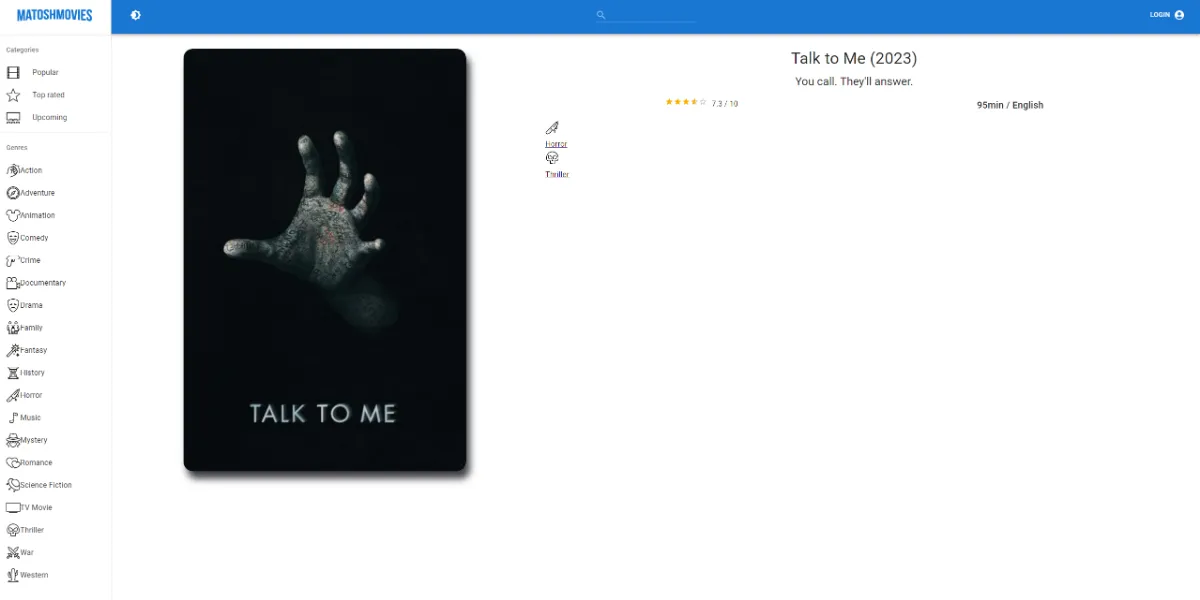 MATOSHMOVIES
LOGIN
Categories
Popular
Top rated
Upcoming
Genres
Action
Adventure
Animation
Comedy
Crime
Documentary
Drama
Family
Fantasy
History
Horror
Music
Mystery
Romance
Science Fiction
TV Movie
Thriller
War
Western
TALK TO ME
Talk to Me (2023)
You call. They'll answer.
7.3 / 10
95min / English
Horror
Thriller